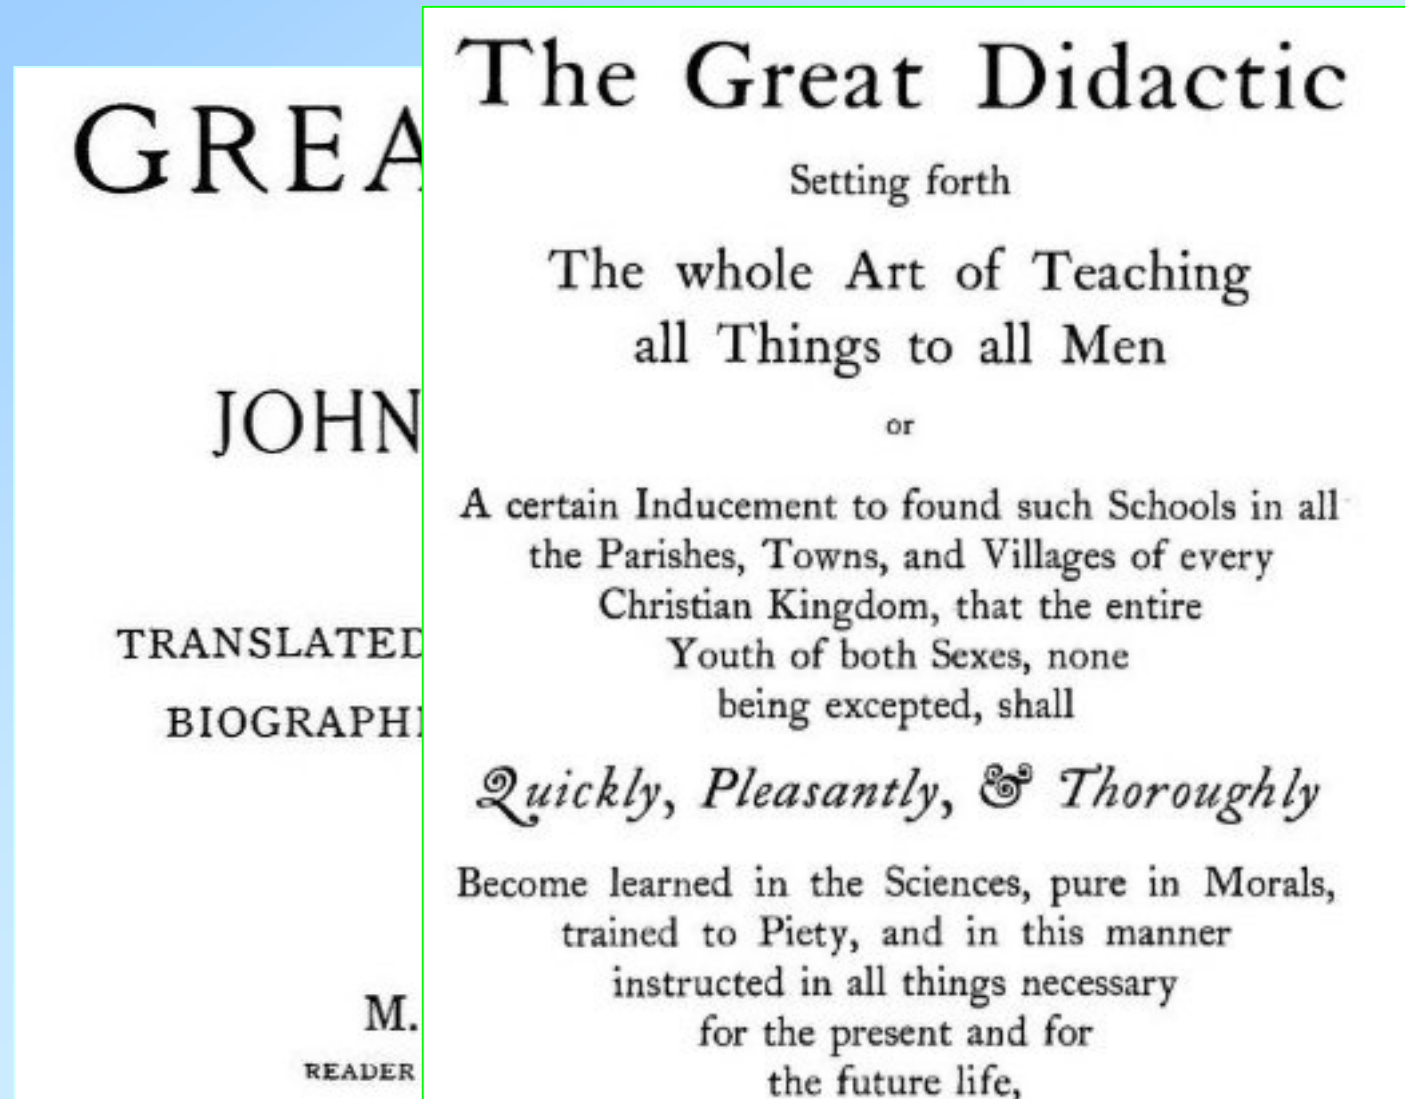 GREA
JOHN
TRANSLATED
BIOGRAPHI
M.
READER
The Great Didactic
Setting forth
The whole Art of Teaching
all Things to all Men
or
A certain Inducement to found such Schools in all
the Parishes, Towns, and Villages of every
Christian Kingdom, that the entire
Youth of both Sexes, none
being excepted, shall
Quickly, Pleasantly, & Thoroughly
Become learned in the Sciences, pure in Morals,
trained to Piety, and in this manner
instructed in all things necessary
for the present and for
the future life,